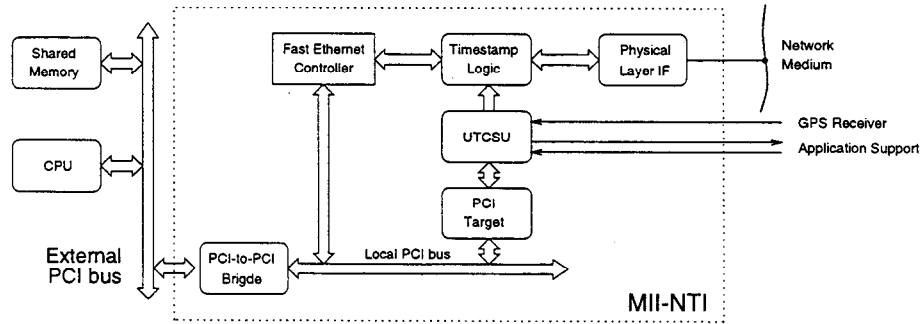 Shared
Memory
CPU
External
PCI bus
Fast Ethernet
Controller
Timestamp
Logic
Physical
Layer IF
Network
Medium
UTCSU
GPS Receiver
Application Support
PCI
Target
PCI-to-PCI
Brigde
Local PCI bus
MII-NTI